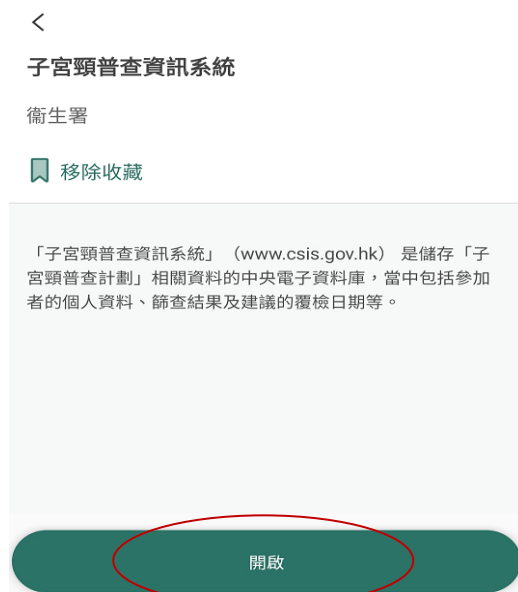 子宮頸普查資訊系統
衞生署
移除收藏
「子宮頸普查資訊系統」（www.csis.gov.hk） 是儲存「子
宮頸普查計劃」相關資料的中央電子資料庫，當中包括參加
者的個人資料、篩查結果及建議的覆檢日期等。
開啟